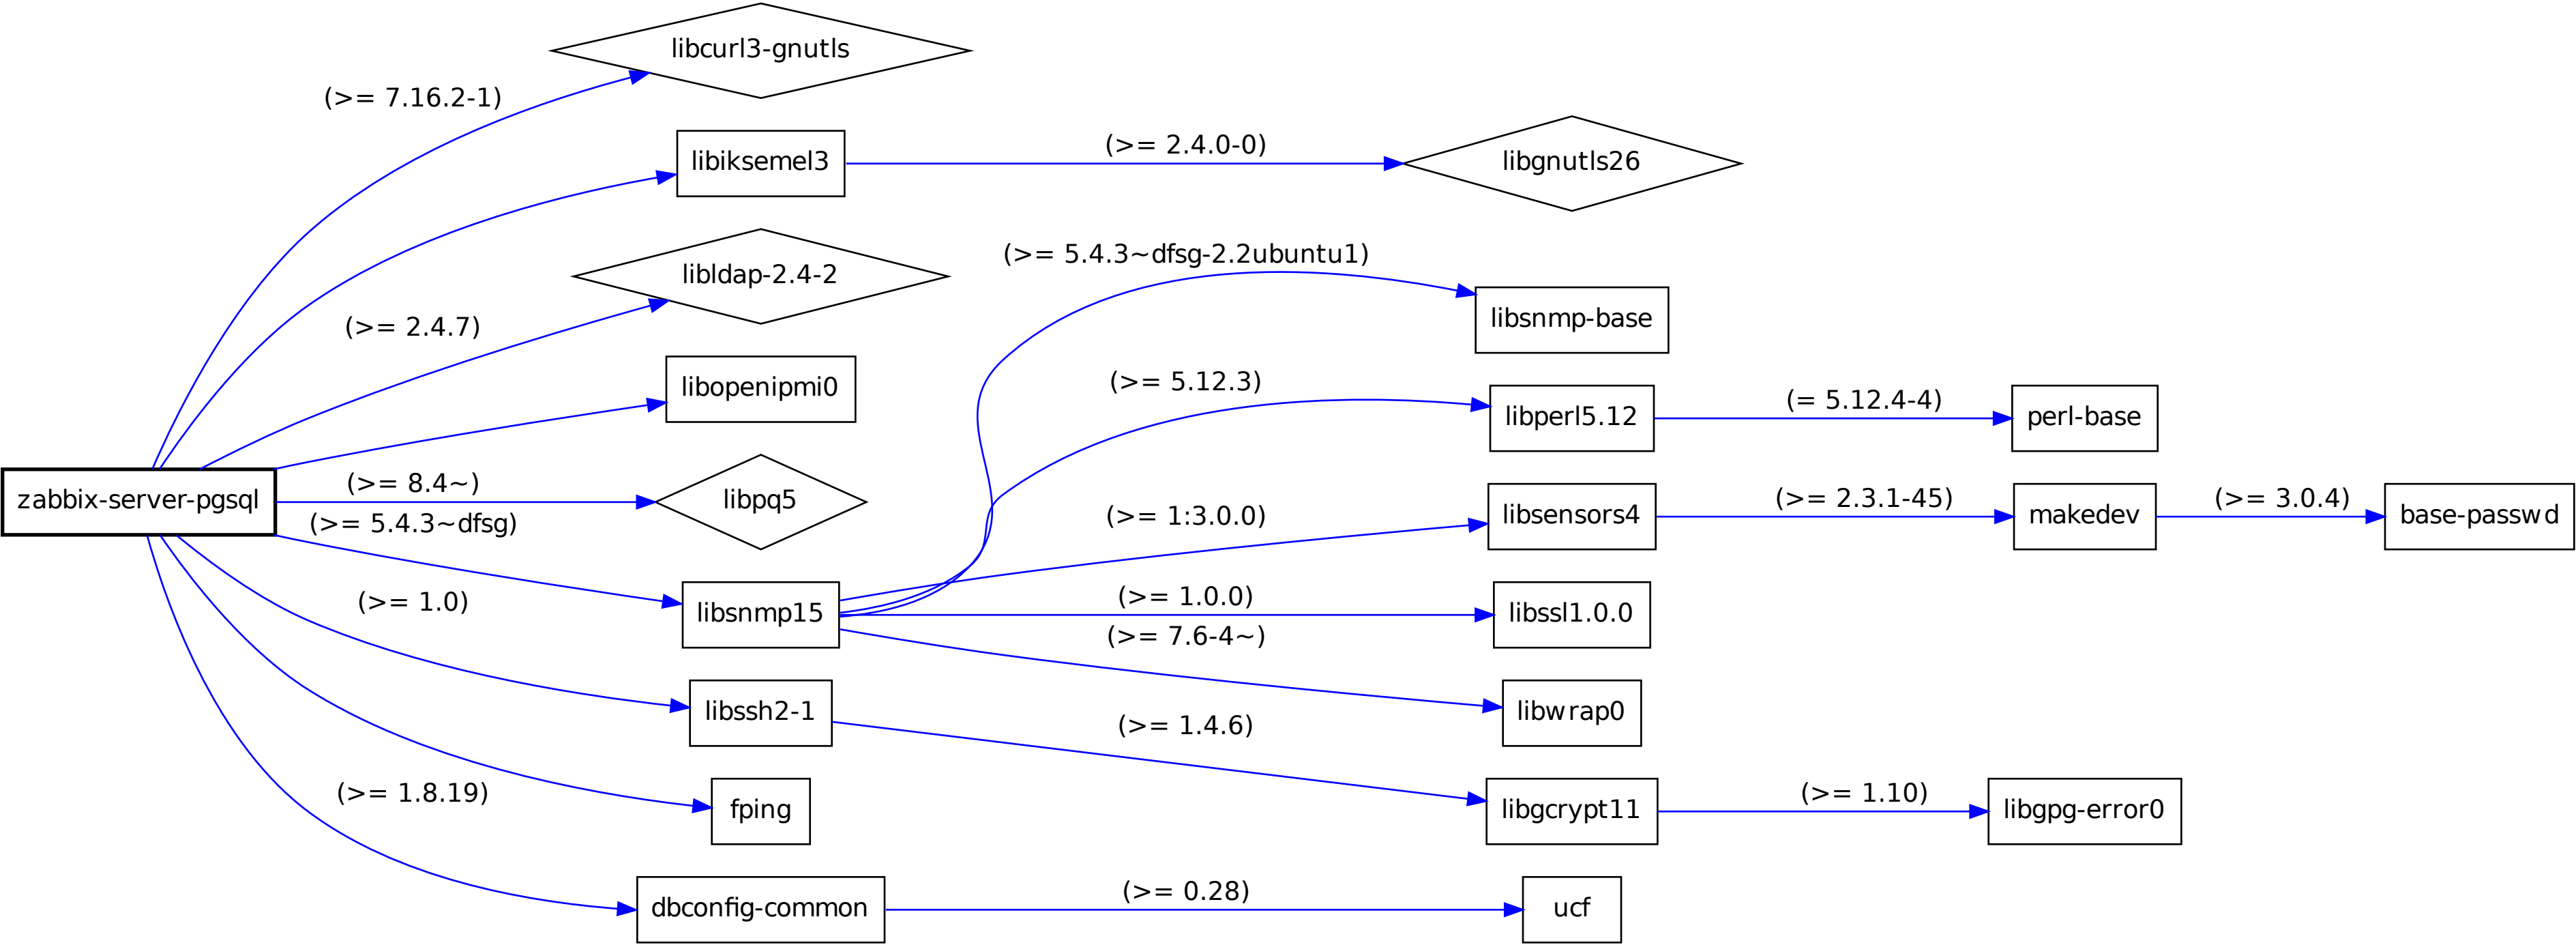 libcurl3-gnutls
(>= 7.16.2-1)
libiksemel3
(>= 2.4.0-0)
libgnutls26
libldap-2.4-2
(>= 2.4.7)
(>= 5.4.3~dfsg-2.2ubuntu1)
libsnmp-base
libopenipmi0
(>= 5.12.3)
libperl5.12
(= 5.12.4-4)
perl-base
zabbix-server-pgsql
(>= 8.4~)
libpq5
(>= 5.4.3~dfsg)
(>= 1:3.0.0)
libsensors4
(>= 2.3.1-45)
makedev
(>= 3.0.4)
base-passwd
libsnmp15
(>= 1.0.0)
libssl1.0.0
(>= 7.6-4~)
libwrap0
(>= 1.0)
libssh2-1
(>= 1.4.6)
libgcrypt11
(>= 1.10)
libgpg-error0
fping
(>= 1.8.19)
dbconfig-common
(>= 0.28)
ucf